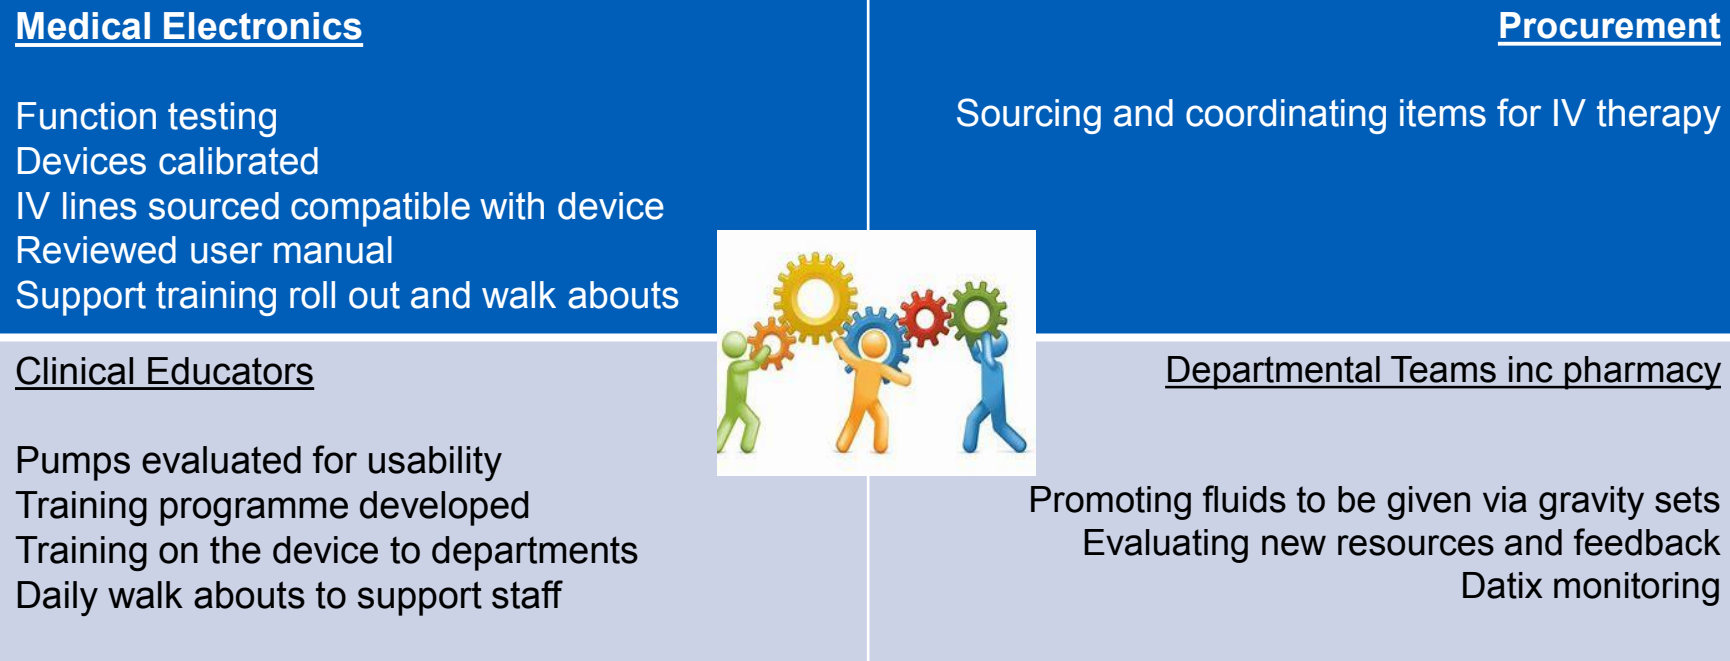 Medical Electronics
Function testing
Devices calibrated
IV lines sourced compatible with device
Reviewed user manual
Support training roll out and walk abouts
Procurement
Sourcing and coordinating items for IV therapy
Clinical Educators
Pumps evaluated for usability
Training programme developed
Training on the device to departments
Daily walk abouts to support staff
Departmental Teams inc pharmacy
Promoting fluids to be given via gravity sets
Evaluating new resources and feedback
Datix monitoring